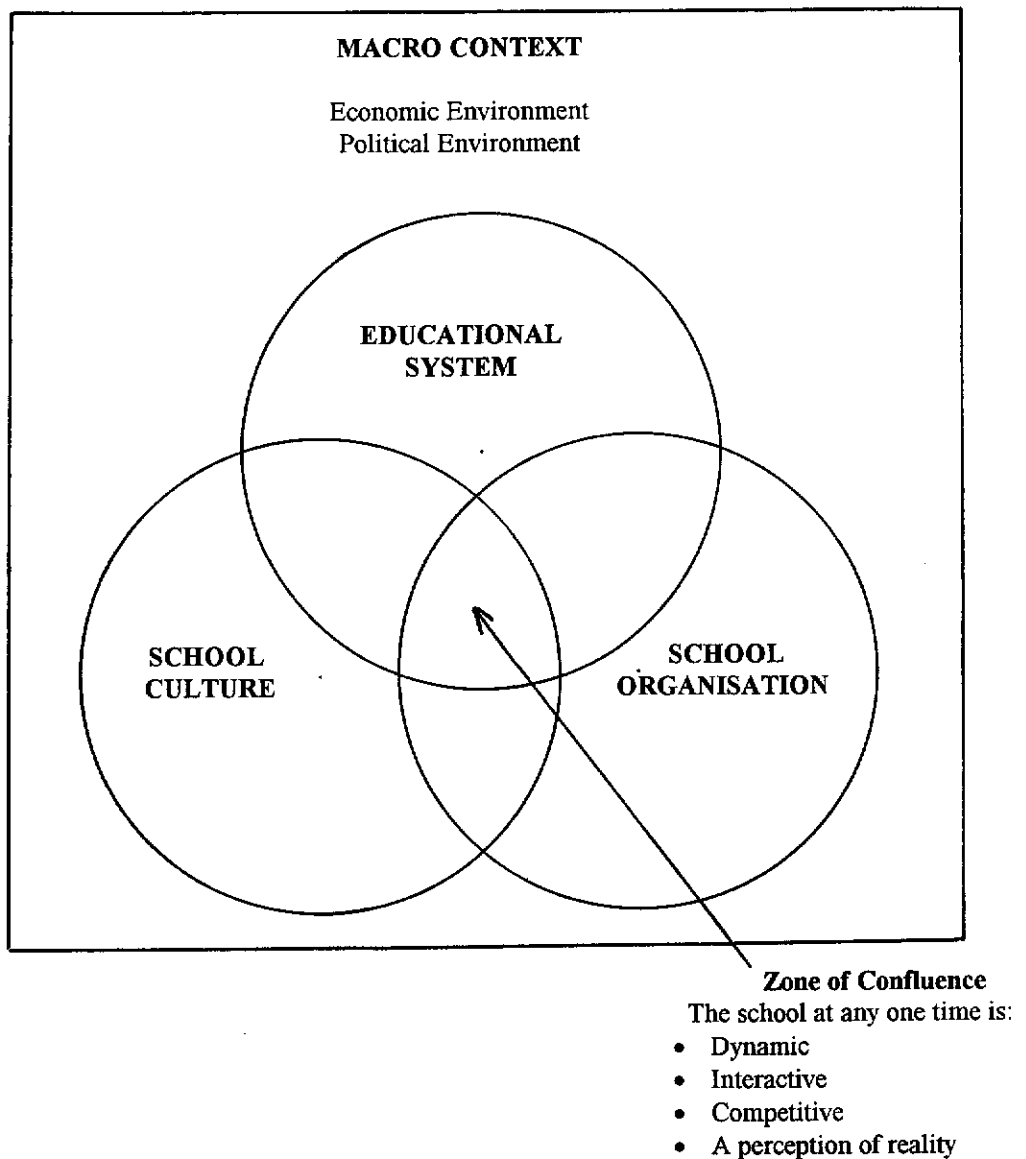 MACRO CONTEXT
Economic Environment
Political Environment
EDUCATIONAL
SYSTEM
SCHOOL
CULTURE
SCHOOL
ORGANISATION
Zone of Confluence
The school at any one time is:
• Dynamic
• Interactive
• Competitive
• A perception of reality